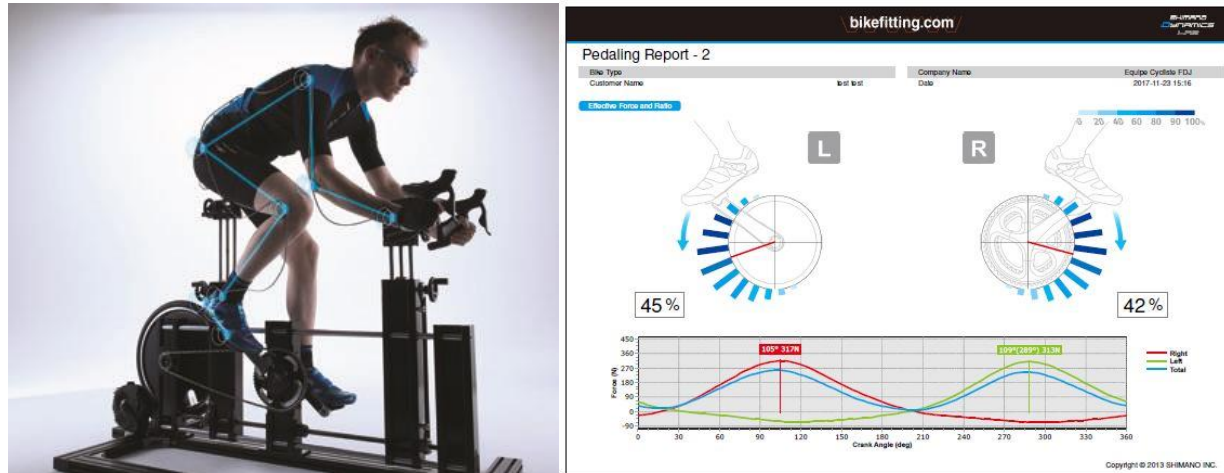 bikefitting.com
SHIMANO
DYNAMICS
LAB
Pedaling Report - 2
Bike Type
Company Name Equipe Cycliste FDJ
Customer Name test test
Date 2017-11-23 15:16
Effective Force and Ratio
0 20 40 60 80 90 100%
L
R
45 %
42 %
450
360
270
180
90
0
-90
Force (N)
105° 317N
109°(289°) 313N
Right
Left
Total
0 30 60 90 120 150 180 210 240 270 300 330 360
Crank Angle (deg)
Copyright © 2013 SHIMANO INC.